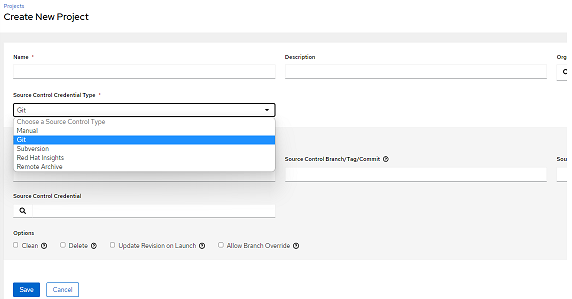 Projects
Create New Project
Name *
Description
Org
Source Control Credential Type *
Git
Choose a Source Control Type
Manual
Git
Subversion
Red Hat Insights
Remote Archive
Source Control Branch/Tag/Commit
Sou
Source Control Credential
Options
Clean
Delete
Update Revision on Launch
Allow Branch Override
Save
Cancel